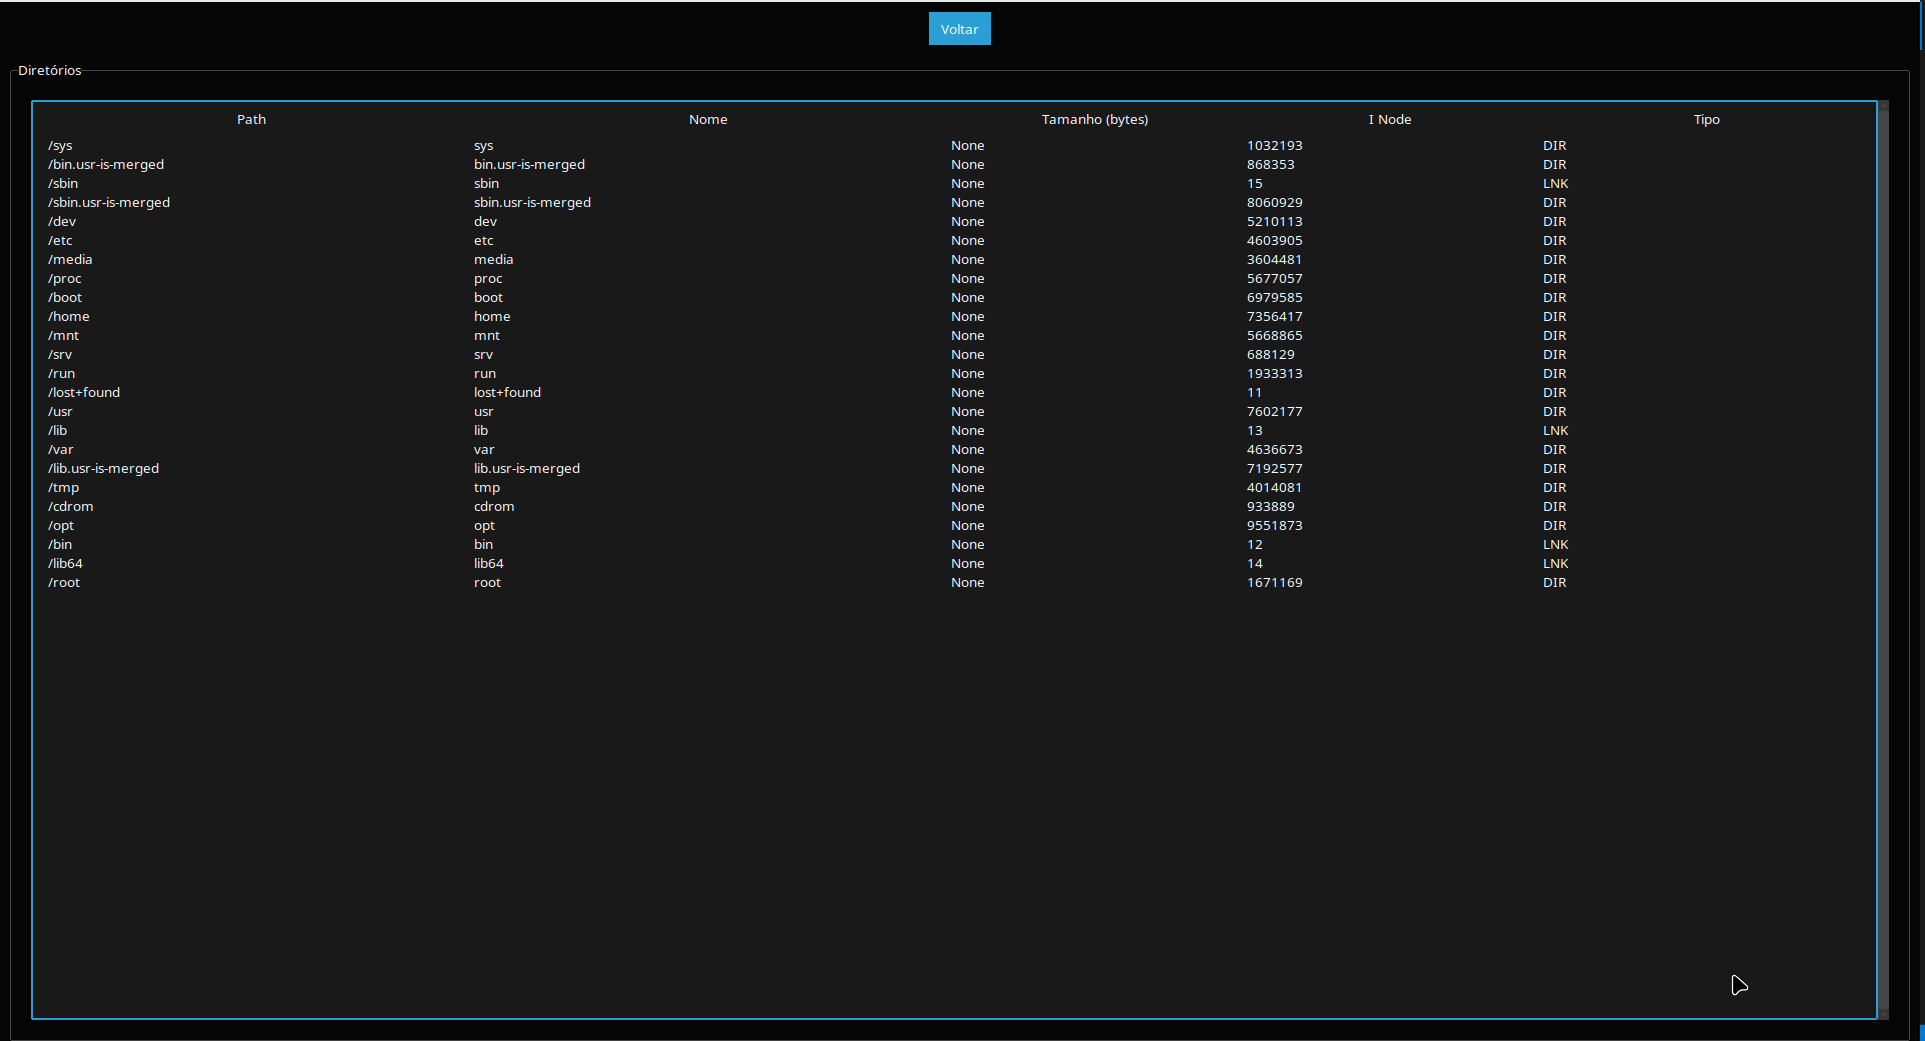 Voltar
Diretórios
Path Nome Tamanho (bytes) I Node Tipo
/sys sys None 1032193 DIR
/bin.usr-is-merged bin.usr-is-merged None 868353 DIR
/sbin sbin None 15 LNK
/sbin.usr-is-merged sbin.usr-is-merged None 8060929 DIR
/dev dev None 5210113 DIR
/etc etc None 4603905 DIR
/media media None 3604481 DIR
/proc proc None 5677057 DIR
/boot boot None 6979585 DIR
/home home None 7356417 DIR
/mnt mnt None 5668865 DIR
/srv srv None 688129 DIR
/run run None 1933313 DIR
/lost+found lost+found None 11 DIR
/usr usr None 7602177 DIR
/lib lib None 13 LNK
/var var None 4636673 DIR
/lib.usr-is-merged lib.usr-is-merged None 7192577 DIR
/tmp tmp None 4014081 DIR
/cdrom cdrom None 933889 DIR
/opt opt None 9551873 DIR
/bin bin None 12 LNK
/lib64 lib64 None 14 LNK
/root root None 1671169 DIR